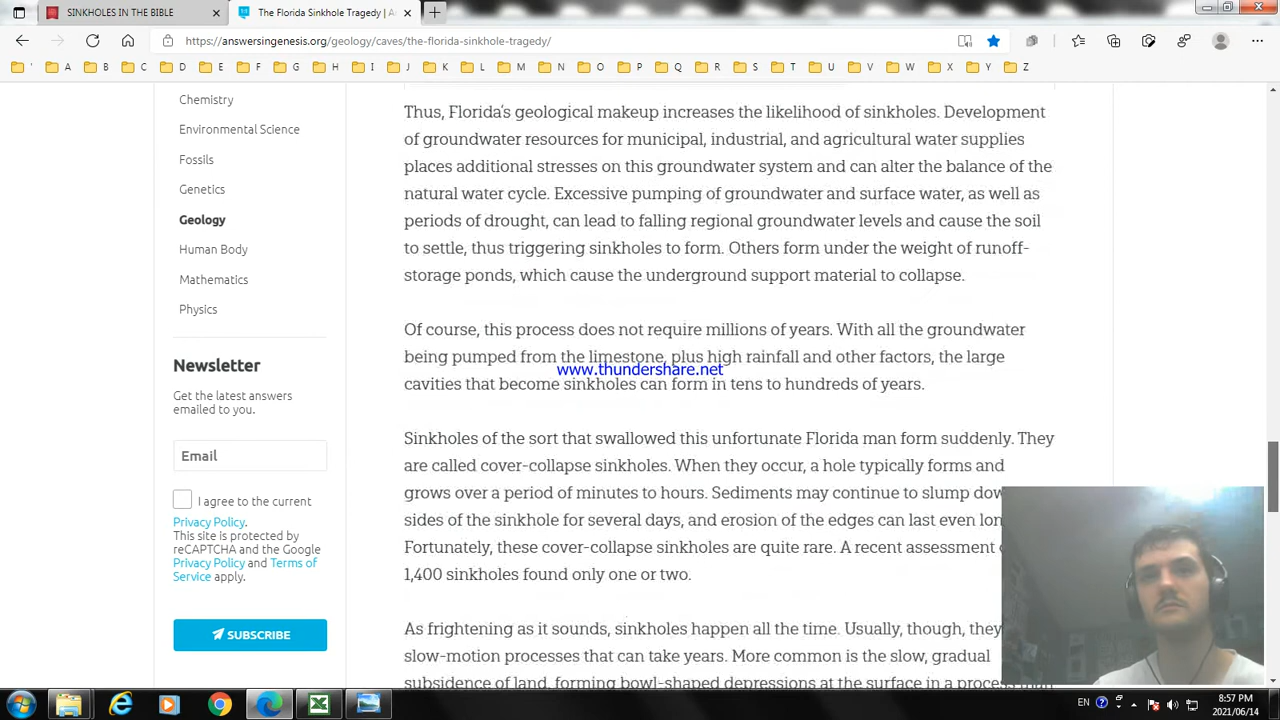 SINKHOLES IN THE BIBLE
The Florida Sinkhole Tragedy |
https://answersingenesis.org/geology/caves/the-florida-sinkhole-tragedy/
' A B C D E F G H I J K L M N O P Q R S T U V W X Y Z
Chemistry
Environmental Science
Fossils
Genetics
Geology
Human Body
Mathematics
Physics
Newsletter
Get the latest answers
emailed to you.
Email
I agree to the current
Privacy Policy.
This site is protected by
reCAPTCHA and the Google
Privacy Policy and Terms of
Service apply.
SUBSCRIBE
Thus, Florida's geological makeup increases the likelihood of sinkholes. Development
of groundwater resources for municipal, industrial, and agricultural water supplies
places additional stresses on this groundwater system and can alter the balance of the
natural water cycle. Excessive pumping of groundwater and surface water, as well as
periods of drought, can lead to falling regional groundwater levels and cause the soil
to settle, thus triggering sinkholes to form. Others form under the weight of runoff-
storage ponds, which cause the underground support material to collapse.
Of course, this process does not require millions of years. With all the groundwater
being pumped from the limestone, plus high rainfall and other factors, the large
www.thundershare.net
cavities that become sinkholes can form in tens to hundreds of years.
Sinkholes of the sort that swallowed this unfortunate Florida man form suddenly. They
are called cover-collapse sinkholes. When they occur, a hole typically forms and
grows over a period of minutes to hours. Sediments may continue to slump
sides of the sinkhole for several days, and erosion of the edges can last even
Fortunately, these cover-collapse sinkholes are quite rare. A recent assessment
1,400 sinkholes found only one or two.
As frightening as it sounds, sinkholes happen all the time. Usually, though, they
slow-motion processes that can take years. More common is the slow, gradual
subsidence of land, forming bowl-shaped depressions at the surface in a process
EN
8:57 PM
2021/06/14